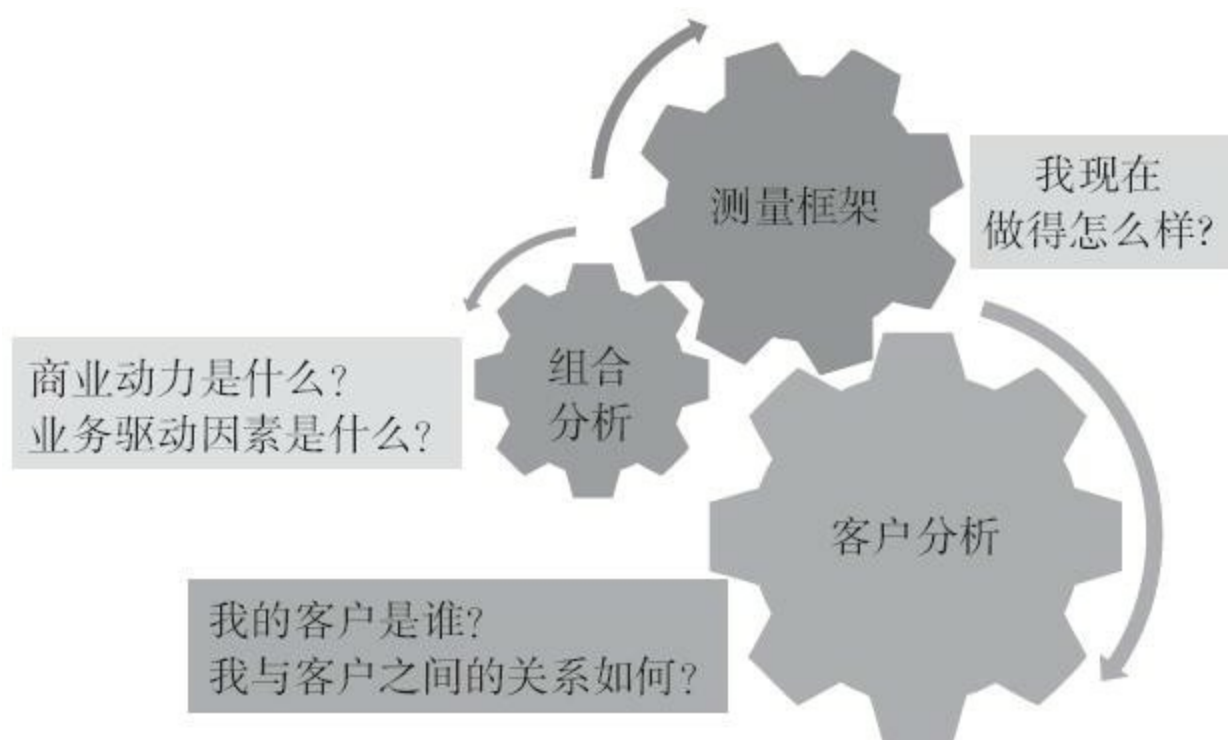 测量框架
我现在
做得怎么样?
商业动力是什么?
业务驱动因素是什么?
组合
分析
客户分析
我的客户是谁?
我与客户之间的关系如何?